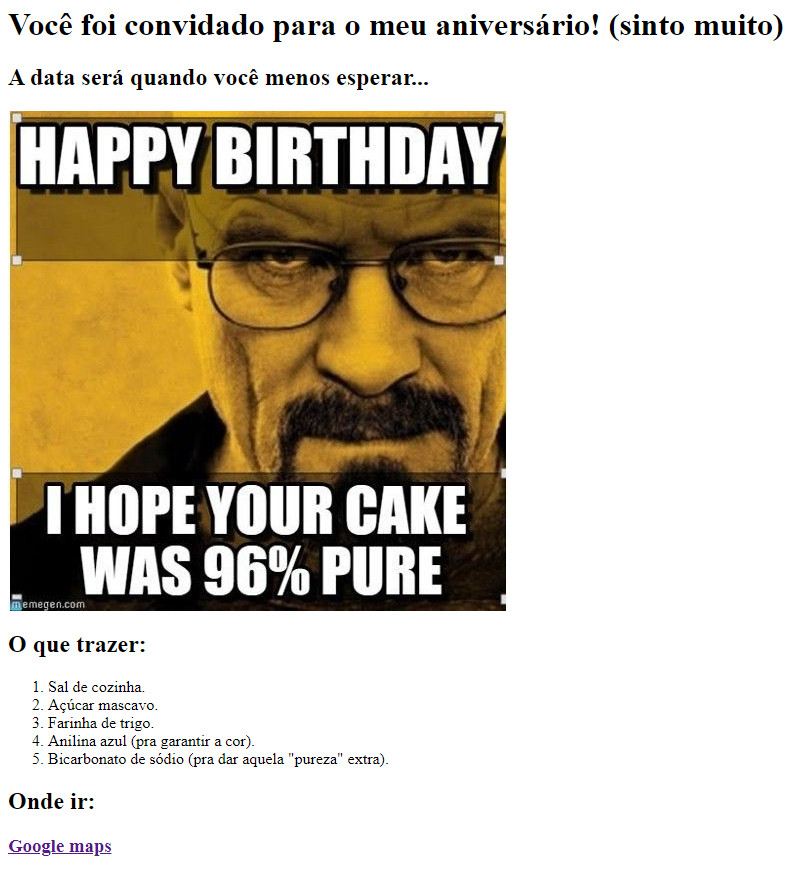 Você foi convidado para o meu aniversário! (sinto muito)
A data será quando você menos esperar...
HAPPY BIRTHDAY
I HOPE YOUR CAKE
WAS 96% PURE
memegen.com
O que trazer:
1. Sal de cozinha.
2. Açúcar mascavo.
3. Farinha de trigo.
4. Anilina azul (pra garantir a cor).
5. Bicarbonato de sódio (pra dar aquela "pureza" extra).
Onde ir:
Google maps